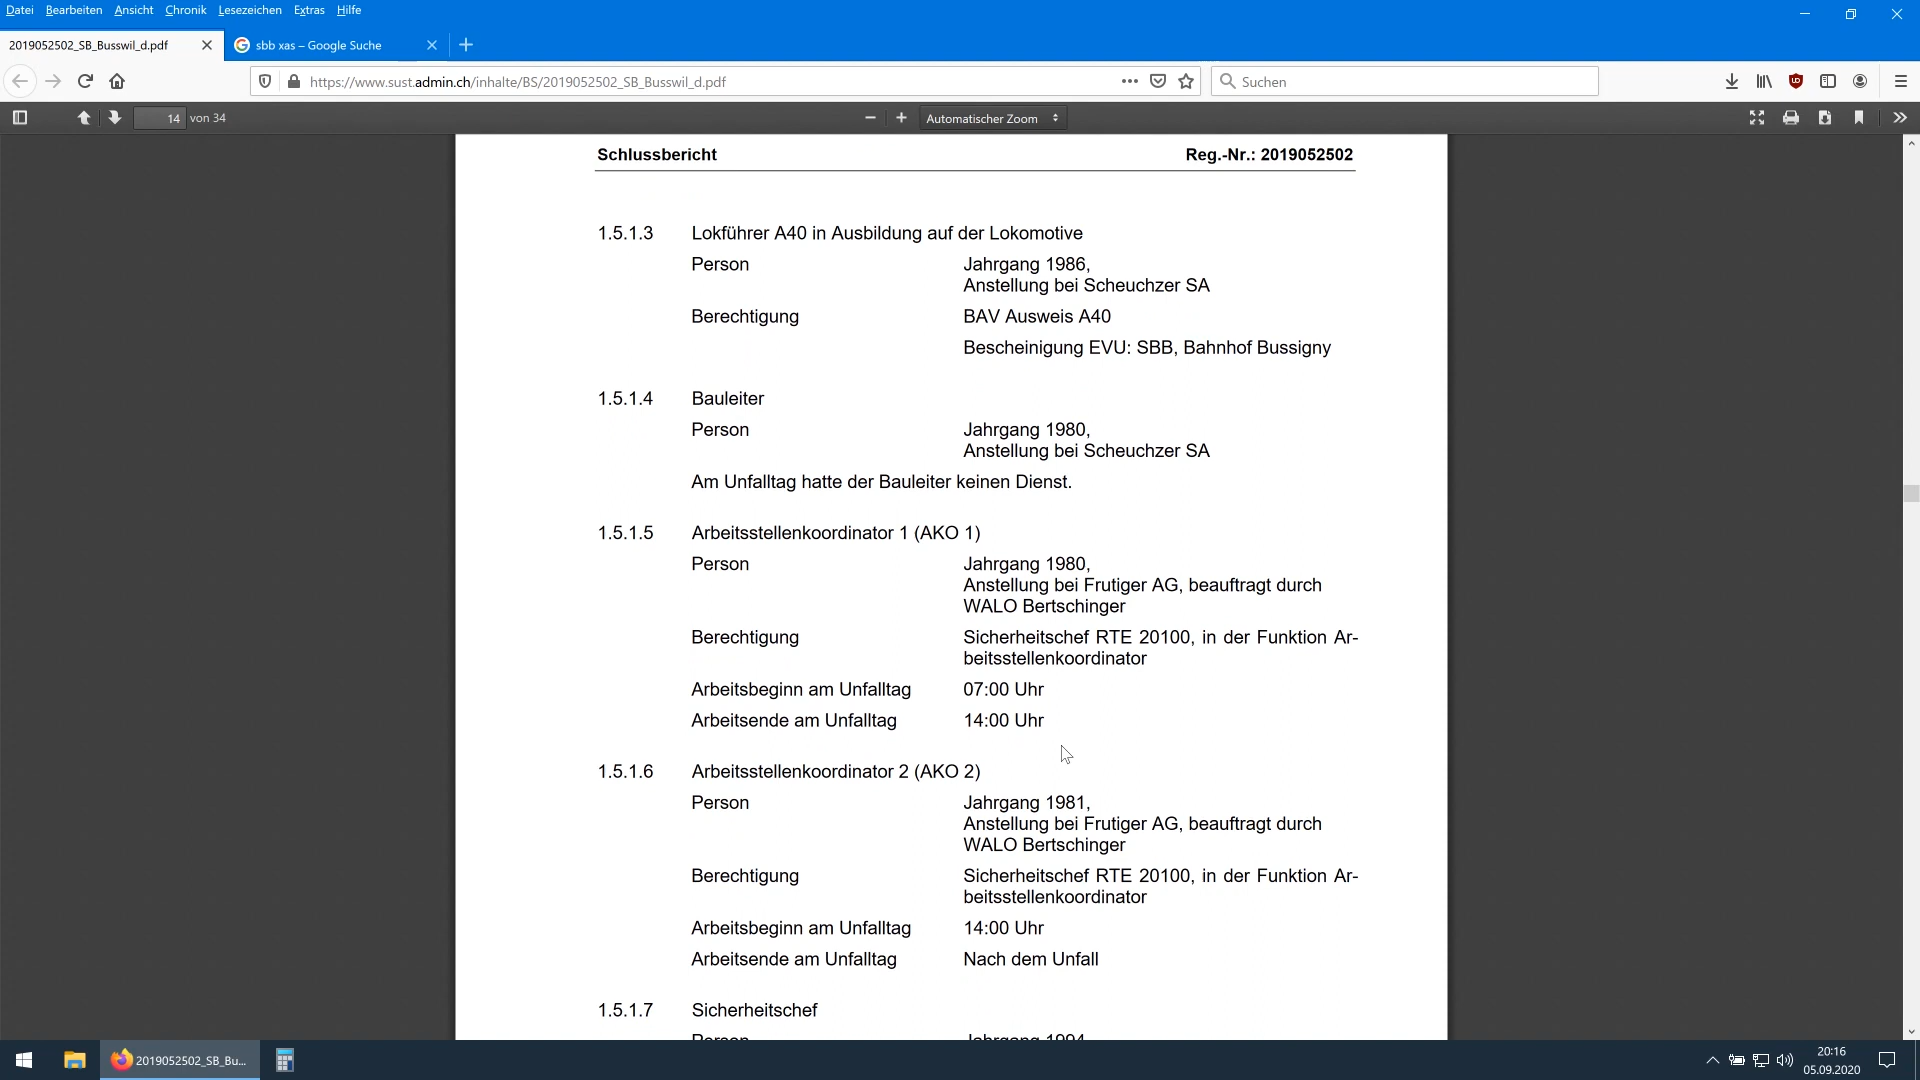 Datei Bearbeiten Ansicht Chronik Lesezeichen Extras Hilfe
2019052502_SB_Busswil_d.pdf
sbb xas – Google Suche
https://www.sust.admin.ch/inhalte/BS/2019052502_SB_Busswil_d.pdf
Suchen
14 von 34
Automatischer Zoom
Schlussbericht Reg.-Nr.: 2019052502
1.5.1.3 Lokführer A40 in Ausbildung auf der Lokomotive
Person Jahrgang 1986,
Anstellung bei Scheuchzer SA
Berechtigung BAV Ausweis A40
Bescheinigung EVU: SBB, Bahnhof Bussigny
1.5.1.4 Bauleiter
Person Jahrgang 1980,
Anstellung bei Scheuchzer SA
Am Unfalltag hatte der Bauleiter keinen Dienst.
1.5.1.5 Arbeitsstellenkoordinator 1 (AKO 1)
Person Jahrgang 1980,
Anstellung bei Frutiger AG, beauftragt durch
WALO Bertschinger
Berechtigung Sicherheitschef RTE 20100, in der Funktion Ar-
beitsstellenkoordinator
Arbeitsbeginn am Unfalltag 07:00 Uhr
Arbeitsende am Unfalltag 14:00 Uhr
1.5.1.6 Arbeitsstellenkoordinator 2 (AKO 2)
Person Jahrgang 1981,
Anstellung bei Frutiger AG, beauftragt durch
WALO Bertschinger
Berechtigung Sicherheitschef RTE 20100, in der Funktion Ar-
beitsstellenkoordinator
Arbeitsbeginn am Unfalltag 14:00 Uhr
Arbeitsende am Unfalltag Nach dem Unfall
1.5.1.7 Sicherheitschef
Person Jahrgang 1994
2019052502_SB_Bu...
20:16
05.09.2020